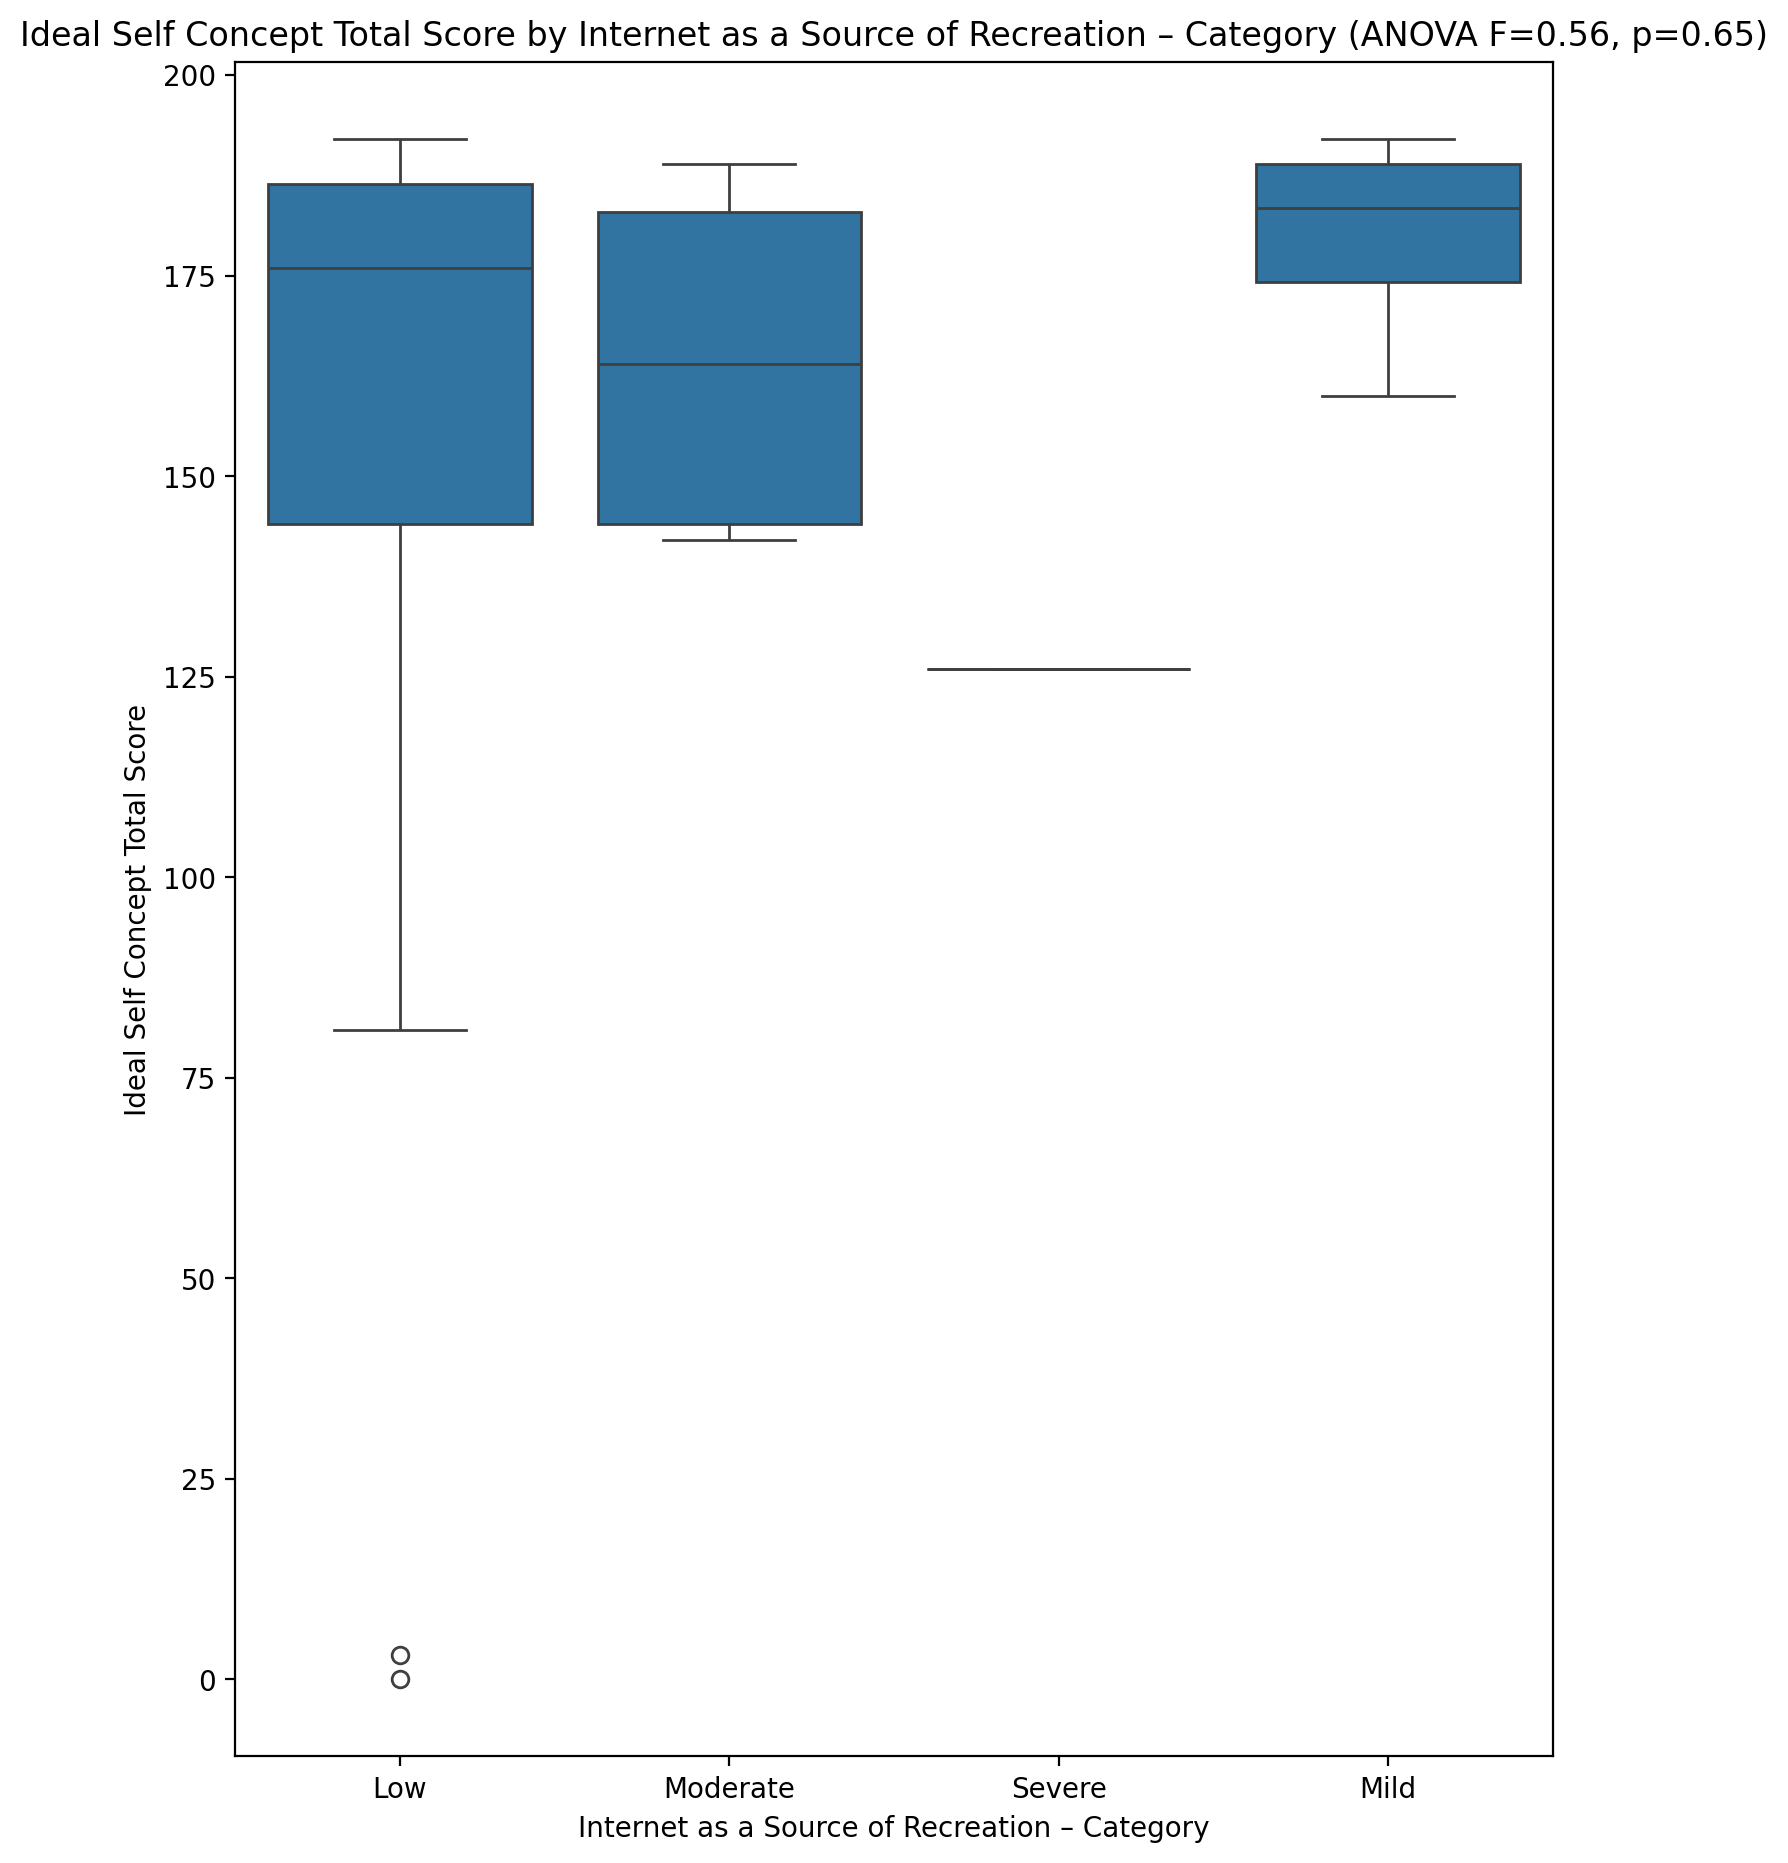 Ideal Self Concept Total Score by Internet as a Source of Recreation – Category (ANOVA F=0.56, p=0.65)
200
175
150
125
100
75
50
25
0
Ideal Self Concept Total Score
Low Moderate Severe Mild
Internet as a Source of Recreation – Category